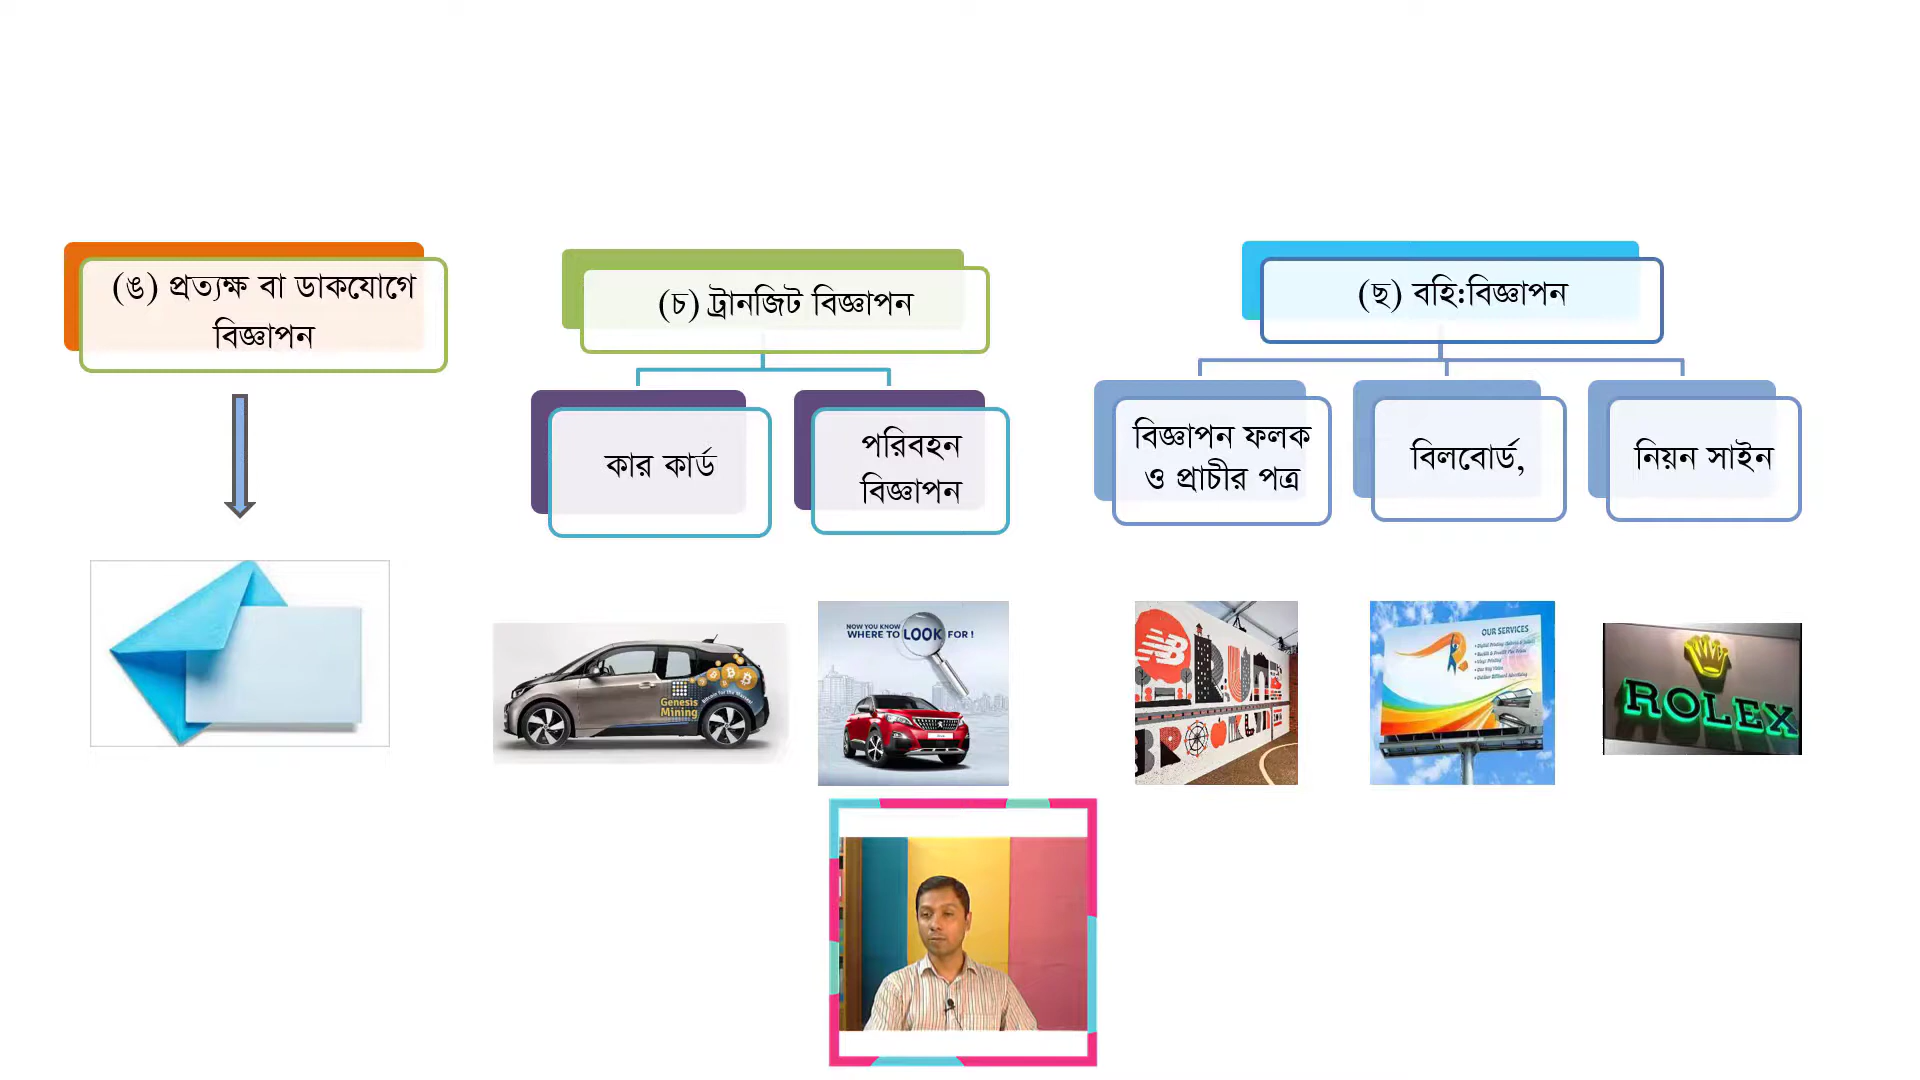 (ঙ) প্রত্যক্ষ বা ডাকযোগে
বিজ্ঞাপন
(চ) ট্রানজিট বিজ্ঞাপন
কার কার্ড
পরিবহন
বিজ্ঞাপন
(ছ) বহি:বিজ্ঞাপন
বিজ্ঞাপন ফলক
ও প্রাচীর পত্র
বিলবোর্ড,
নিয়ন সাইন
Genesis
Mining
NOW YOU KNOW
WHERE TO LOOK FOR !
OUR SERVICES
ROLEX